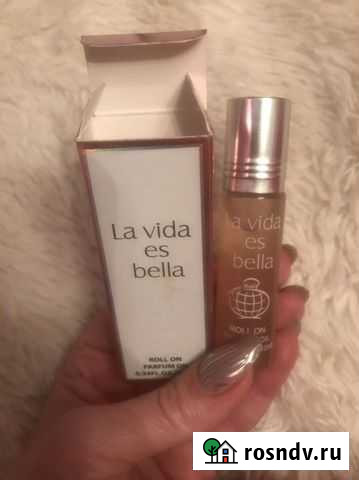 La vida
es
bella
ROLL ON
PARFUM OIL
La vida
es
bella
ROLL ON
rosndv.ru